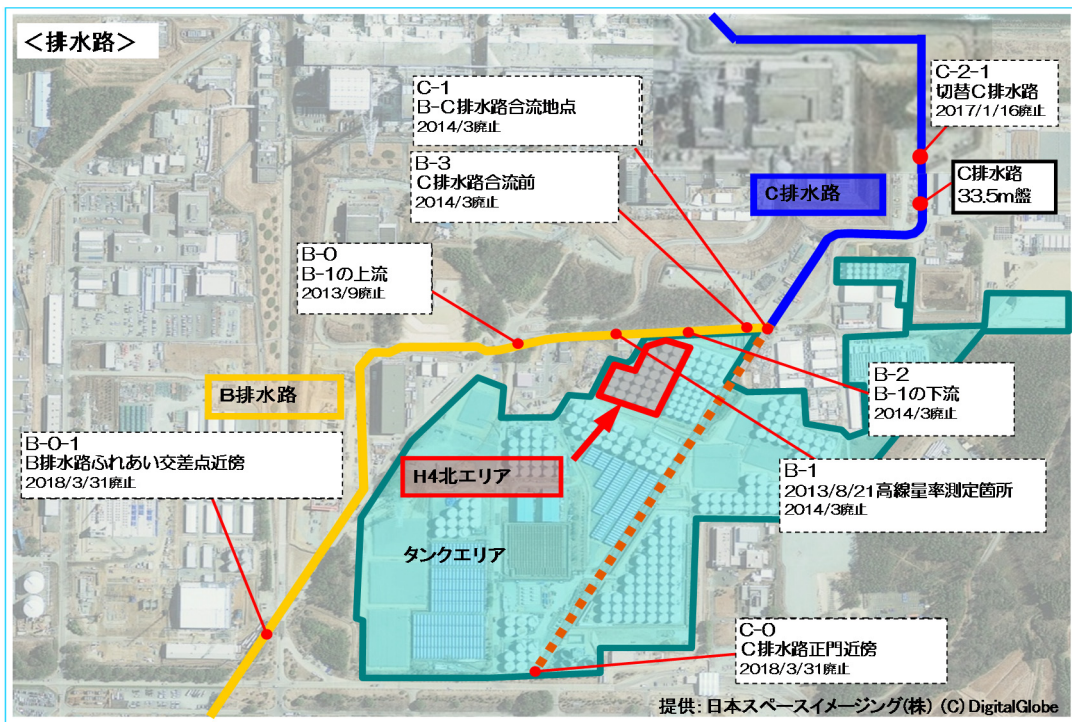 ＜排水路＞
C-1
B-C排水路合流地点
2014/3廃止
C-2-1
切替C排水路
2017/1/16廃止
B-3
C排水路合流前
2014/3廃止
C排水路
C排水路
33.5m盤
B-0
B-1の上流
2013/9廃止
B-2
B-1の下流
2014/3廃止
B排水路
B-0-1
B排水路ふれあい交差点近傍
2018/3/31廃止
H4北エリア
B-1
2013/8/21高線量率測定箇所
2014/3廃止
タンクエリア
C-0
C排水路正門近傍
2018/3/31廃止
提供：日本スペースイメージング(株) (C) DigitalGlobe